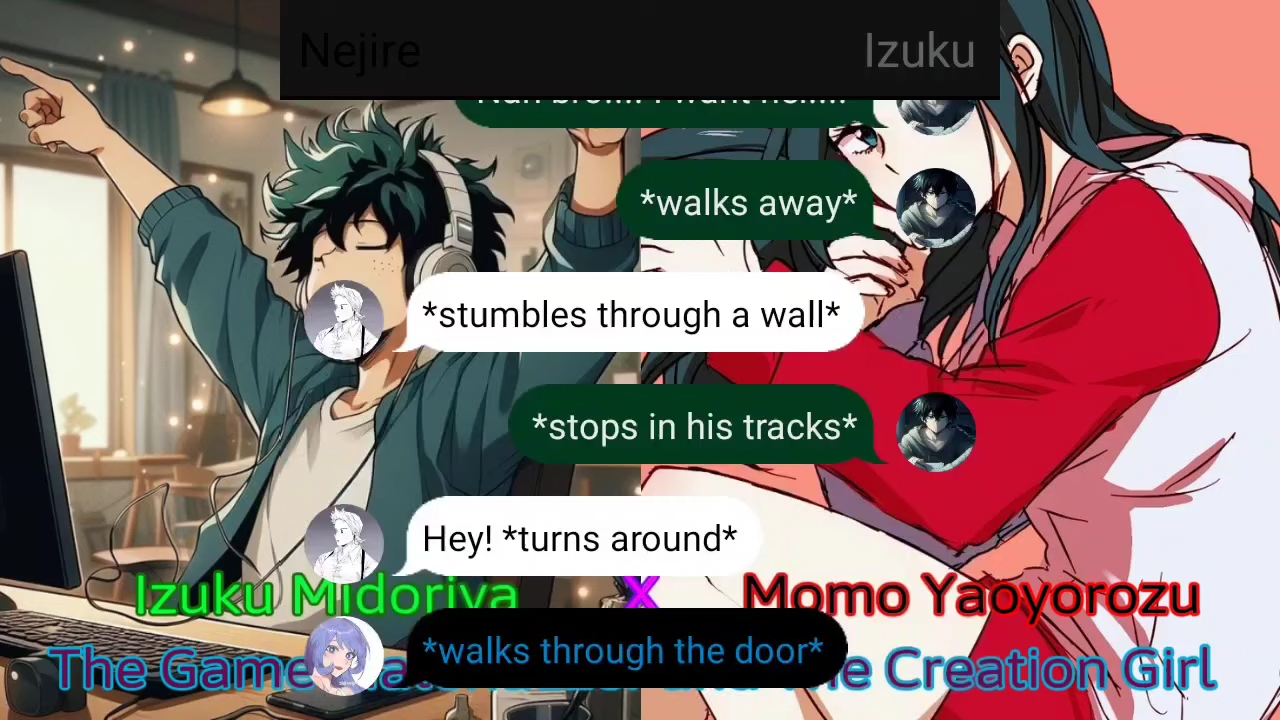 Nejire
Izuku
*walks away*
*stumbles through a wall*
*stops in his tracks*
Hey! *turns around*
Izuku Midoriya X Momo Yaoyorozu
*walks through the door*
The Game Creation Girl